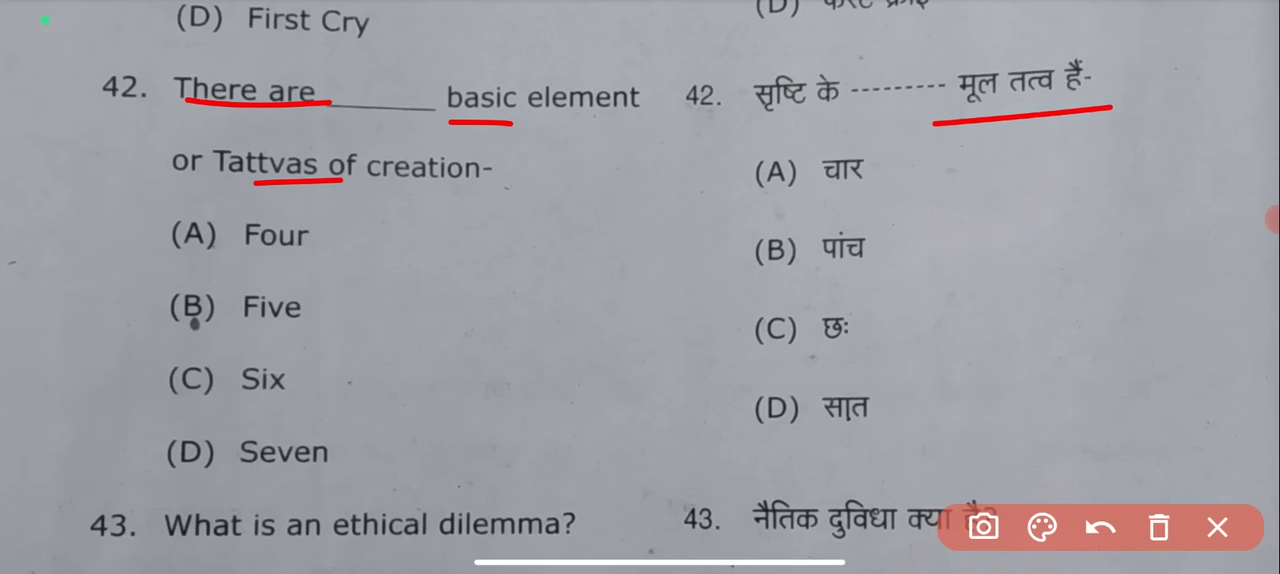 (D) First Cry
42. There are ________ basic element
or Tattvas of creation-
(A) Four
(B) Five
(C) Six
(D) Seven
43. What is an ethical dilemma?
42. सृष्टि के --------- मूल तत्व हैं-
(A) चार
(B) पांच
(C) छः
(D) सात
43. नैतिक दुविधा क्या है?